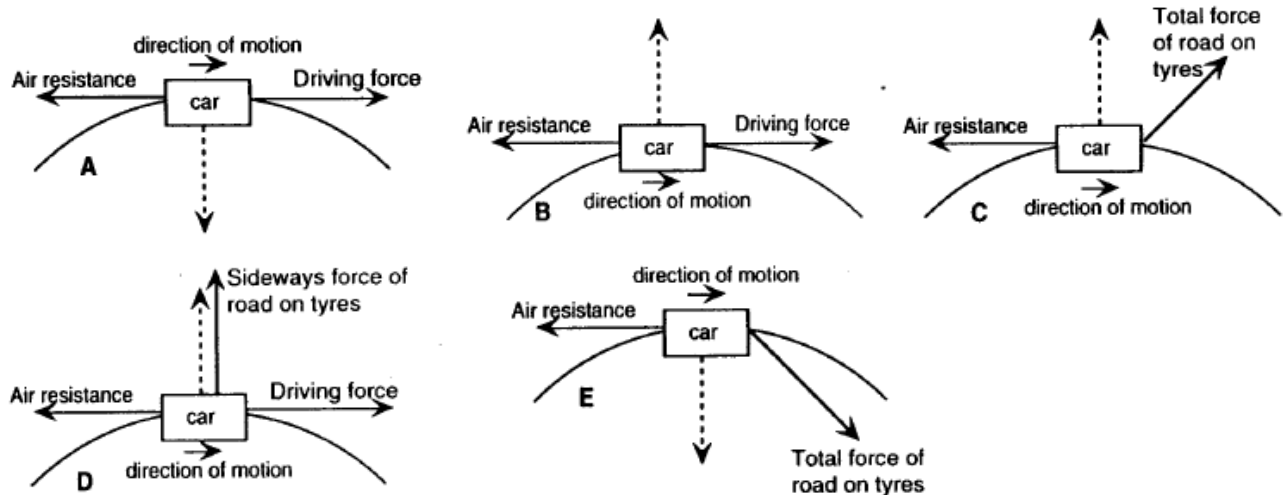 direction of motion
Air resistance
Driving force
car
A
Air resistance
Driving force
car
direction of motion
B
Total force
of road on
tyres
Air resistance
car
direction of motion
C
Sideways force of
road on tyres
Air resistance
Driving force
car
direction of motion
D
direction of motion
Air resistance
car
E
Total force of
road on tyres